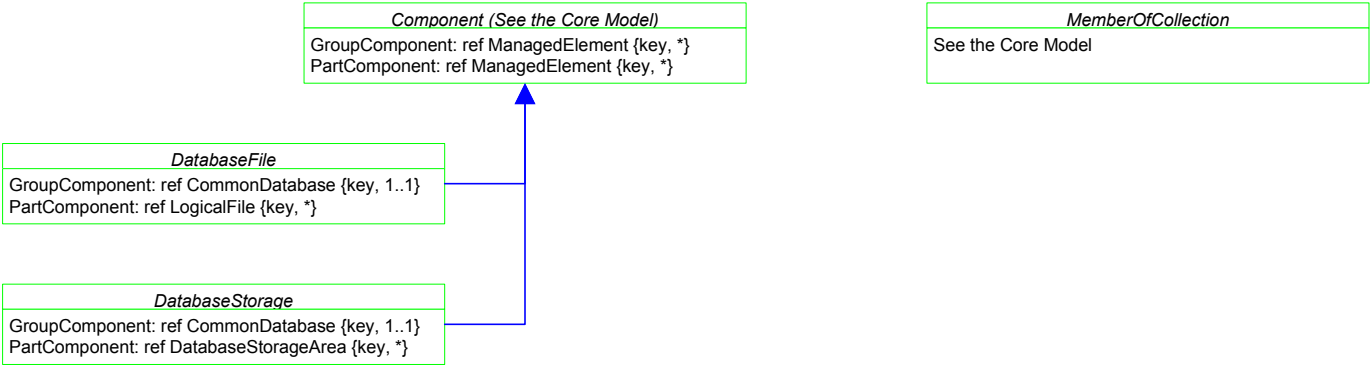 Component (See the Core Model)
GroupComponent: ref ManagedElement {key, *}
PartComponent: ref ManagedElement {key, *}
MemberOfCollection
See the Core Model
DatabaseFile
GroupComponent: ref CommonDatabase {key, 1..1}
PartComponent: ref LogicalFile {key, *}
DatabaseStorage
GroupComponent: ref CommonDatabase {key, 1..1}
PartComponent: ref DatabaseStorageArea {key, *}